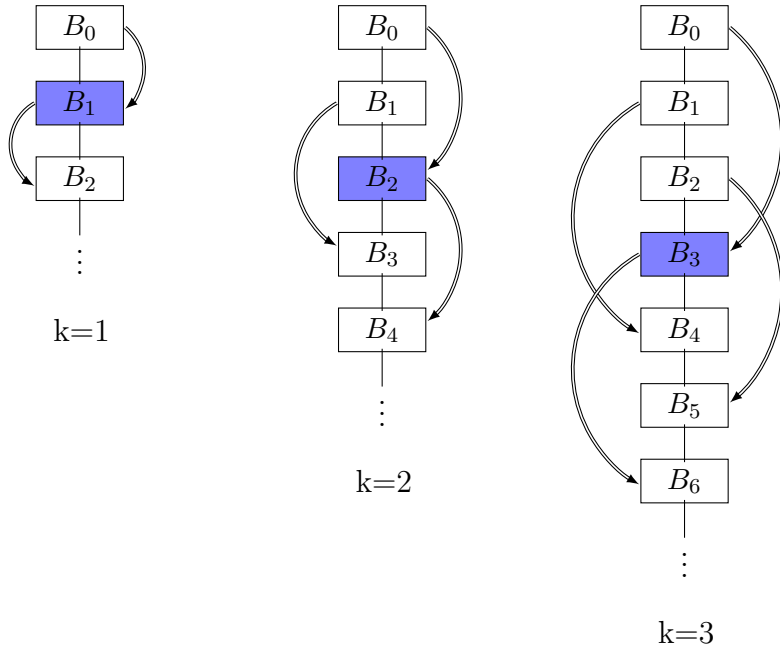 B₀
B₁
B₂
⋮
k=1
B₀
B₁
B₂
B₃
B₄
⋮
k=2
B₀
B₁
B₂
B₃
B₄
B₅
B₆
⋮
k=3